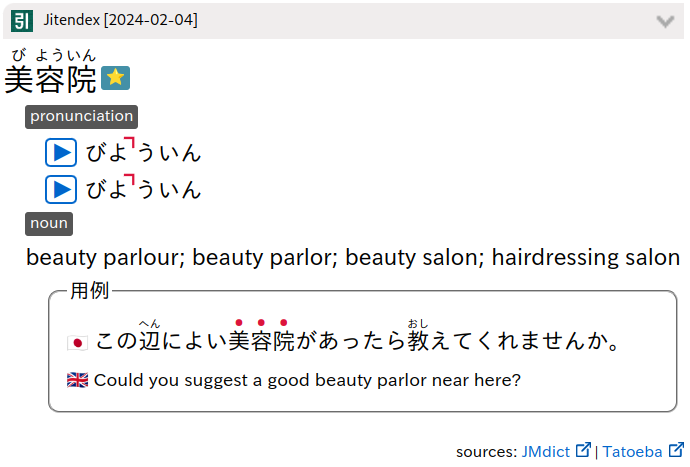 Jitendex [2024-02-04]
び よういん
美容院
pronunciation
びよういん
びよういん
noun
beauty parlour; beauty parlor; beauty salon; hairdressing salon
用例
へん おし
この辺によい美容院があったら教えてくれませんか。
Could you suggest a good beauty parlor near here?
sources: JMdict | Tatoeba